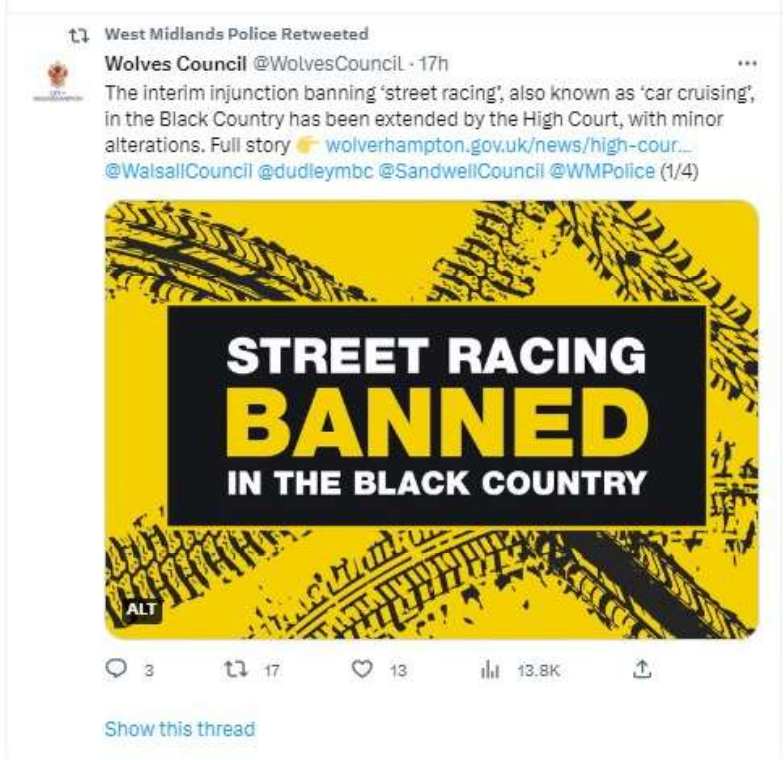 West Midlands Police Retweeted
Wolves Council @WolvesCouncil · 17h
The interim injunction banning ‘street racing’, also known as ‘car cruising’,
in the Black Country has been extended by the High Court, with minor
alterations. Full story 👉 wolverhampton.gov.uk/news/high-cour...
@WalsallCouncil @dudleymbc @SandwellCouncil @WMPolice (1/4)
STREET RACING
BANNED
IN THE BLACK COUNTRY
ALT
3 17 13 13.8K
Show this thread